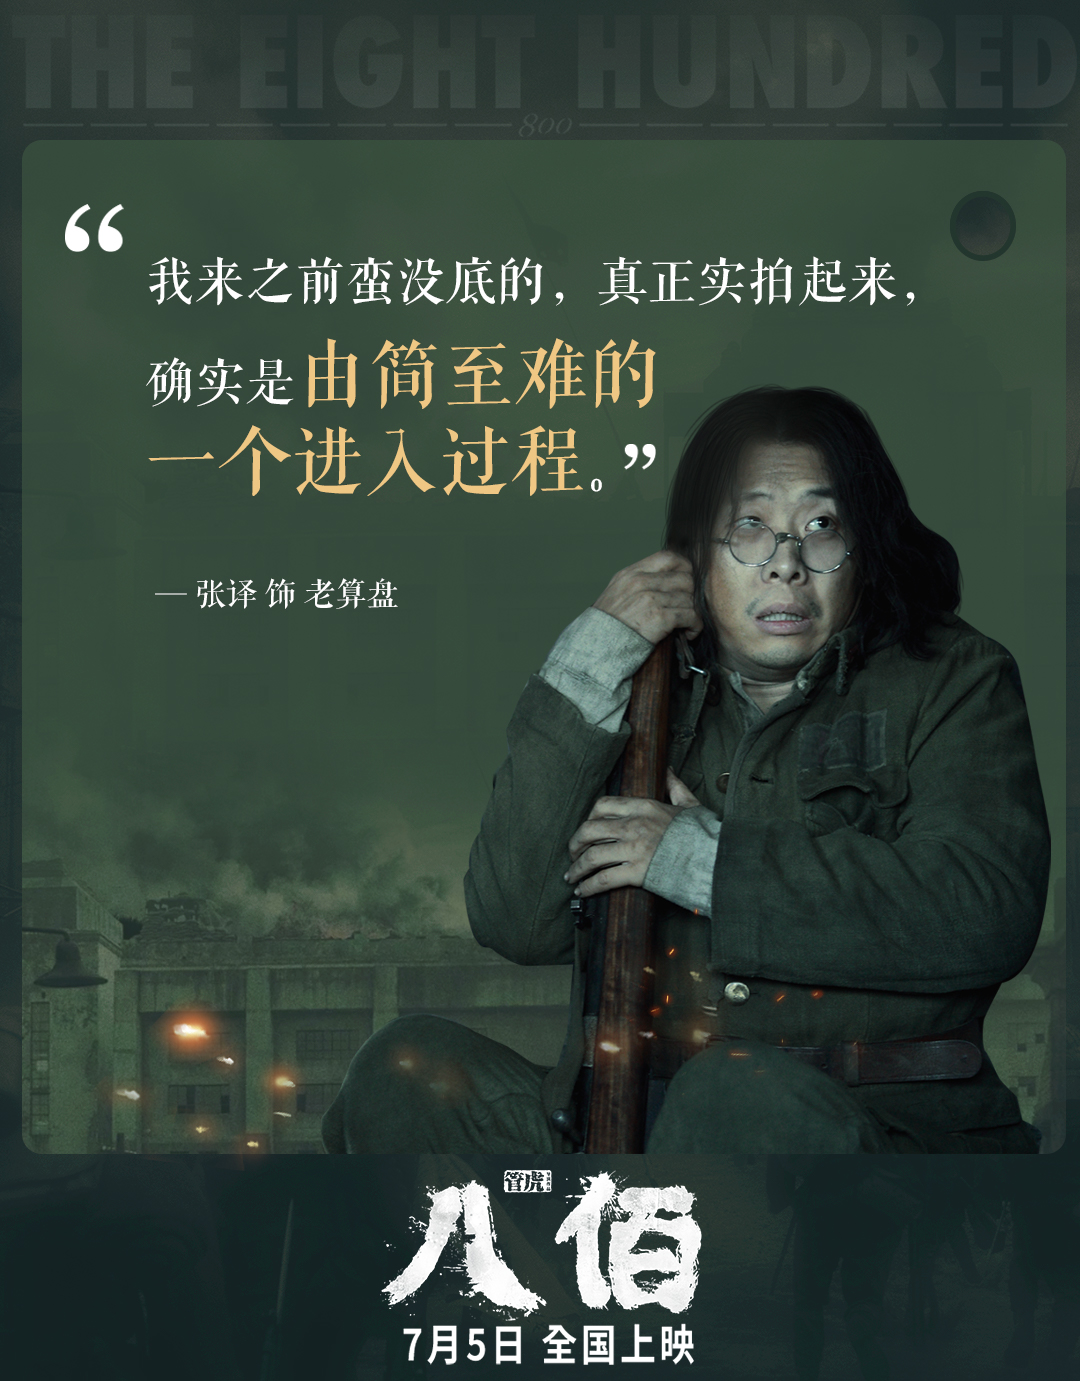 THE EIGHT HUNDRED
800
“我来之前蛮没底的，真正实拍起来，
确实是由简至难的
一个进入过程。”
— 张译 饰 老算盘
管虎
八佰
7月5日 全国上映